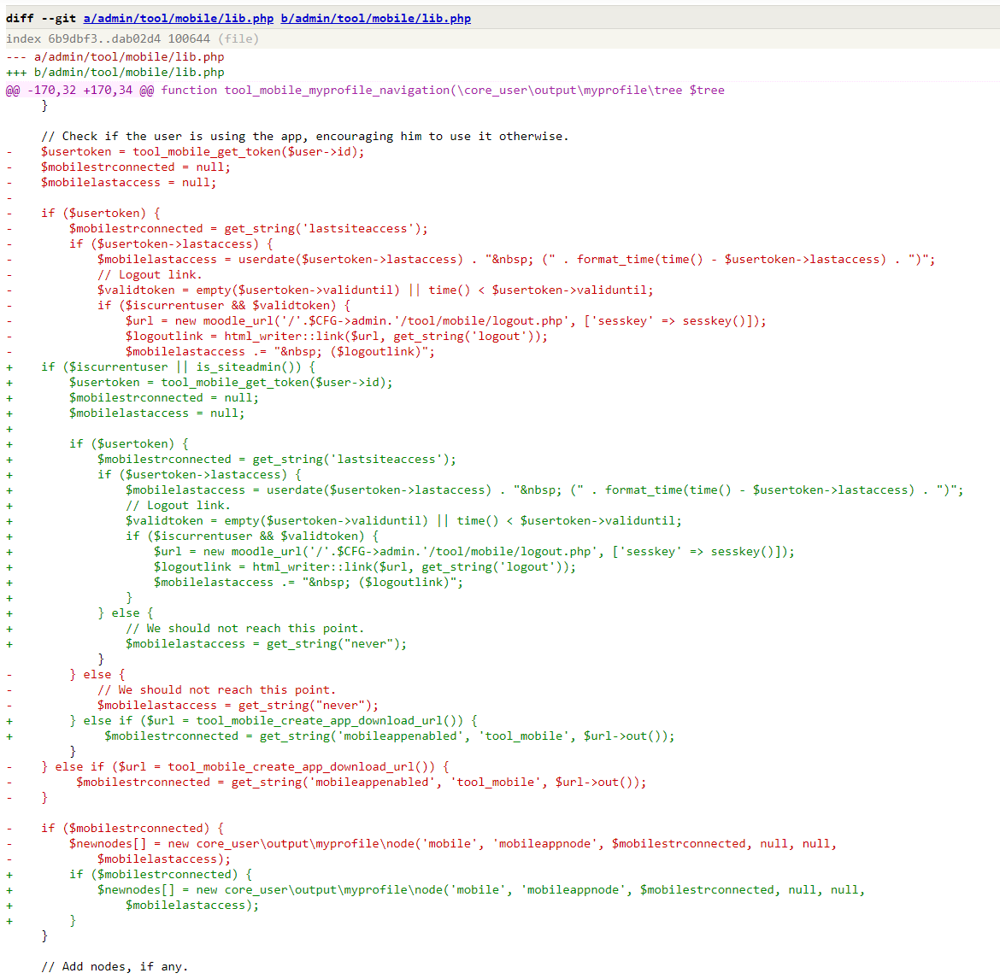 diff --git a/admin/tool/mobile/lib.php b/admin/tool/mobile/lib.php
index 6b9dbf3..dab02d4 100644 (file)
--- a/admin/tool/mobile/lib.php
+++ b/admin/tool/mobile/lib.php
@@ -170,32 +170,34 @@ function tool_mobile_myprofile_navigation(\core_user\output\myprofile\tree $tree
     }

     // Check if the user is using the app, encouraging him to use it otherwise.
-    $usertoken = tool_mobile_get_token($user->id);
-    $mobilestrconnected = null;
-    $mobilelastaccess = null;
-
-    if ($usertoken) {
-        $mobilestrconnected = get_string('lastsiteaccess');
-        if ($usertoken->lastaccess) {
-            $mobilelastaccess = userdate($usertoken->lastaccess) . "&nbsp; (" . format_time(time() - $usertoken->lastaccess) . ")";
-            // Logout link.
-            $validtoken = empty($usertoken->validuntil) || time() < $usertoken->validuntil;
-            if ($iscurrentuser && $validtoken) {
-                $url = new moodle_url('/'.$CFG->admin.'/tool/mobile/logout.php', ['sesskey' => sesskey()]);
-                $logoutlink = html_writer::link($url, get_string('logout'));
-                $mobilelastaccess .= "&nbsp; ($logoutlink)";
+    if ($iscurrentuser || is_siteadmin()) {
+        $usertoken = tool_mobile_get_token($user->id);
+        $mobilestrconnected = null;
+        $mobilelastaccess = null;
+
+        if ($usertoken) {
+            $mobilestrconnected = get_string('lastsiteaccess');
+            if ($usertoken->lastaccess) {
+                $mobilelastaccess = userdate($usertoken->lastaccess) . "&nbsp; (" . format_time(time() - $usertoken->lastaccess) . ")";
+                // Logout link.
+                $validtoken = empty($usertoken->validuntil) || time() < $usertoken->validuntil;
+                if ($iscurrentuser && $validtoken) {
+                    $url = new moodle_url('/'.$CFG->admin.'/tool/mobile/logout.php', ['sesskey' => sesskey()]);
+                    $logoutlink = html_writer::link($url, get_string('logout'));
+                    $mobilelastaccess .= "&nbsp; ($logoutlink)";
+                }
+            } else {
+                // We should not reach this point.
+                $mobilelastaccess = get_string("never");
             }
-        } else {
-            // We should not reach this point.
-            $mobilelastaccess = get_string("never");
+        } else if ($url = tool_mobile_create_app_download_url()) {
+             $mobilestrconnected = get_string('mobileappenabled', 'tool_mobile', $url->out());
         }
-    } else if ($url = tool_mobile_create_app_download_url()) {
-         $mobilestrconnected = get_string('mobileappenabled', 'tool_mobile', $url->out());
-    }

-    if ($mobilestrconnected) {
-        $newnodes[] = new core_user\output\myprofile\node('mobile', 'mobileappnode', $mobilestrconnected, null, null,
-            $mobilelastaccess);
+        if ($mobilestrconnected) {
+            $newnodes[] = new core_user\output\myprofile\node('mobile', 'mobileappnode', $mobilestrconnected, null, null,
+                $mobilelastaccess);
+        }
     }

     // Add nodes, if any.